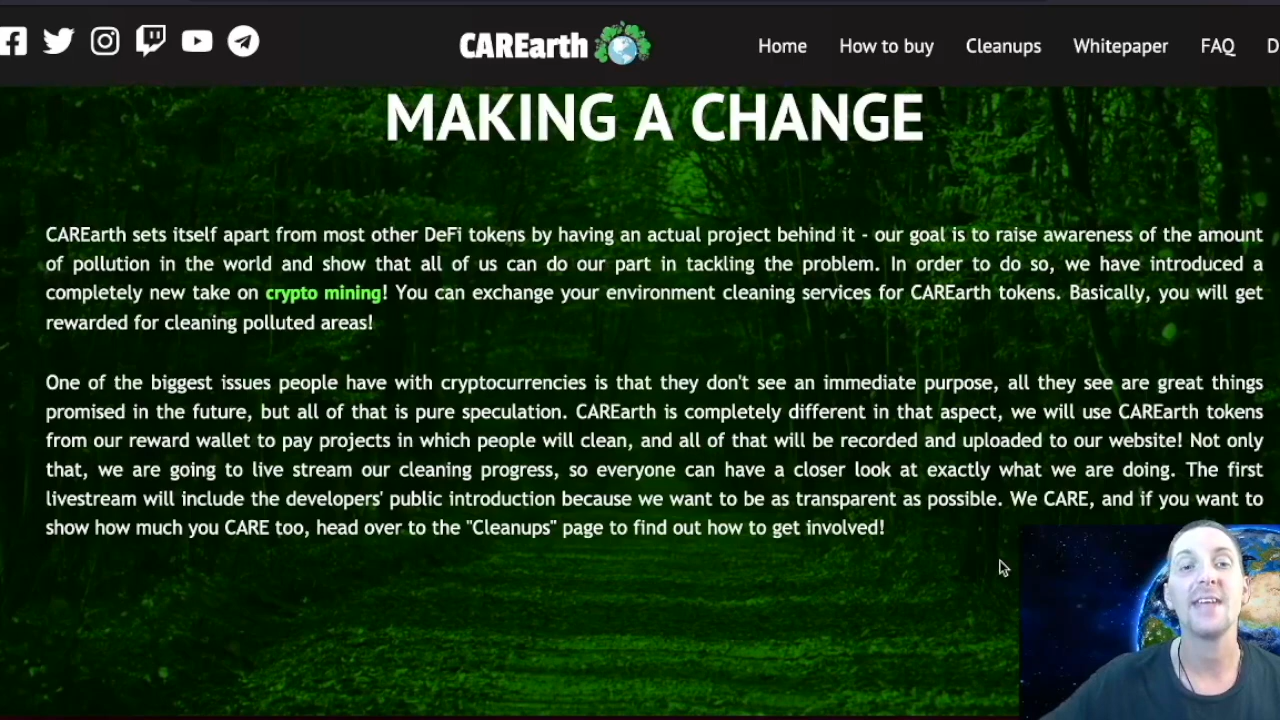 CAREarth
Home
How to buy
Cleanups
Whitepaper
FAQ
D
MAKING A CHANGE
CAREarth sets itself apart from most other DeFi tokens by having an actual project behind it - our goal is to raise awareness of the amount
of pollution in the world and show that all of us can do our part in tackling the problem. In order to do so, we have introduced a
completely new take on crypto mining! You can exchange your environment cleaning services for CAREarth tokens. Basically, you will get
rewarded for cleaning polluted areas!
One of the biggest issues people have with cryptocurrencies is that they don't see an immediate purpose, all they see are great things
promised in the future, but all of that is pure speculation. CAREarth is completely different in that aspect, we will use CAREarth tokens
from our reward wallet to pay projects in which people will clean, and all of that will be recorded and uploaded to our website! Not only
that, we are going to live stream our cleaning progress, so everyone can have a closer look at exactly what we are doing. The first
livestream will include the developers' public introduction because we want to be as transparent as possible. We CARE, and if you want to
show how much you CARE too, head over to the "Cleanups" page to find out how to get involved!